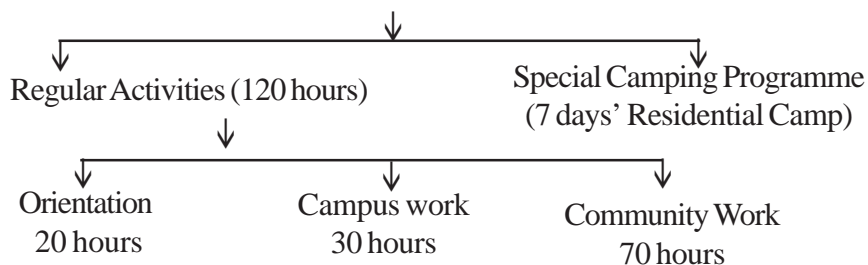 Regular Activities (120 hours)
Special Camping Programme
(7 days’ Residential Camp)
Orientation
20 hours
Campus work
30 hours
Community Work
70 hours